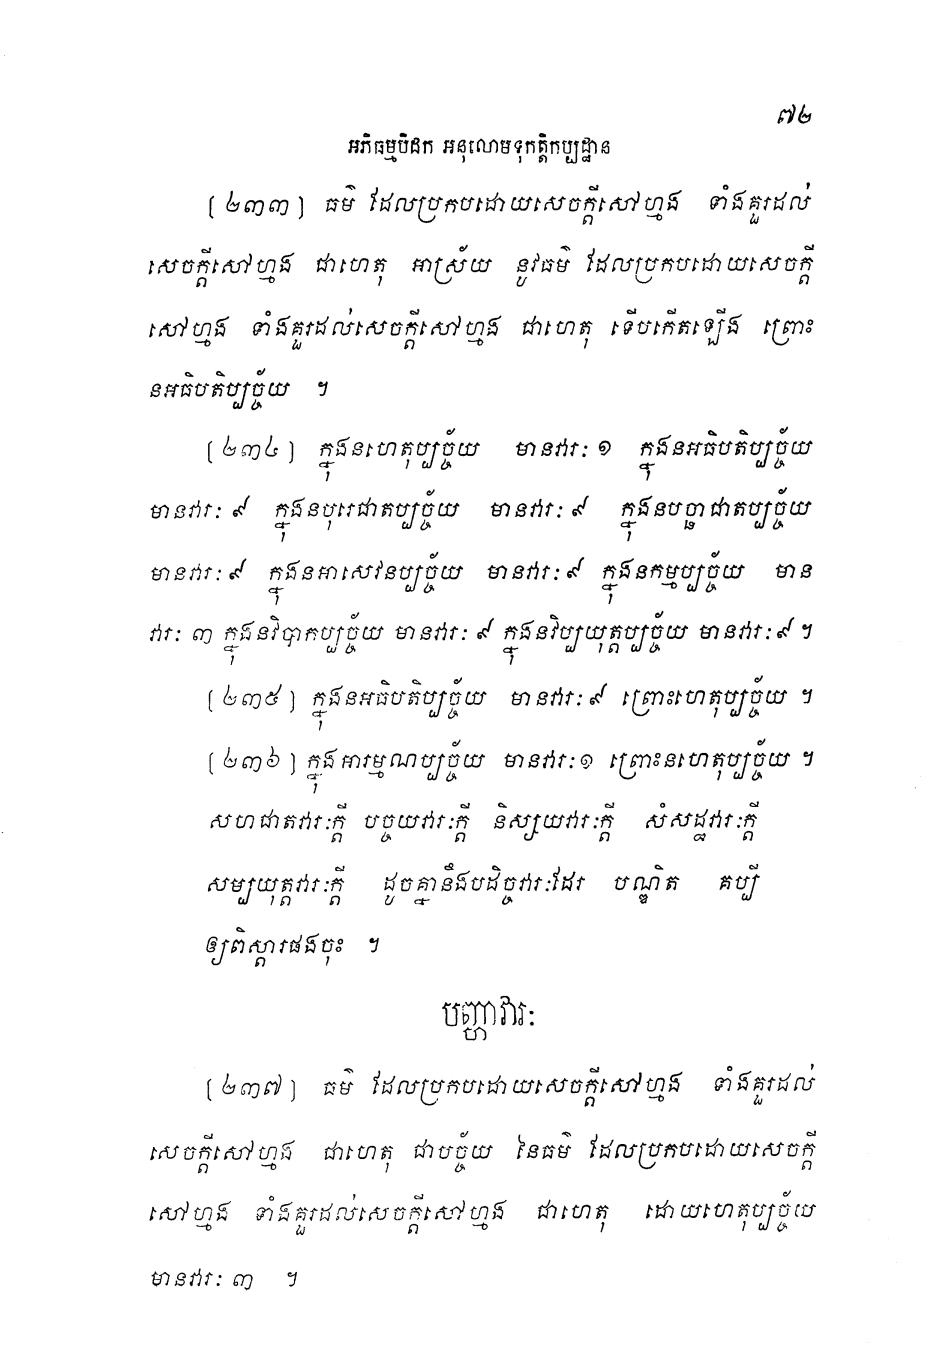 ៧២
អភិធម្មបិដក អនុលោមទុកត្តិកប្បដ្ឋាន
[២៣៣] ធម៌ ដែលប្រកបដោយសេចក្តីសៅហ្មង ទាំងគួរដល់
សេចក្តីសៅហ្មង ជាហេតុ អាស្រ័យ នូវធម៌ ដែលប្រកបដោយសេចក្តី
សៅហ្មង ទាំងគួរដល់សេចក្តីសៅហ្មង ជាហេតុ ទើបកើតឡើង ព្រោះ
នអធិបតិប្បច្ច័យ ។
[២៣៤] ក្នុងនហេតុប្បច្ច័យ មានវារៈ ១ ក្នុងនអធិបតិប្បច្ច័យ
មានវារៈ ៩ ក្នុងនបុរេជាតប្បច្ច័យ មានវារៈ ៩ ក្នុងនបច្ឆាជាតប្បច្ច័យ
មានវារៈ ៩ ក្នុងនអាសេវនប្បច្ច័យ មានវារៈ ៩ ក្នុងនកម្មប្បច្ច័យ មាន
វារៈ ៣ ក្នុងនវិបាកប្បច្ច័យ មានវារៈ ៩ ក្នុងនវិប្បយុត្តប្បច្ច័យ មានវារៈ ៩ ។
[២៣៥] ក្នុងនអធិបតិប្បច្ច័យ មានវារៈ ៩ ព្រោះហេតុប្បច្ច័យ ។
[២៣៦] ក្នុងអារម្មណប្បច្ច័យ មានវារៈ ១ ព្រោះនហេតុប្បច្ច័យ ។
សហជាតវារៈក្តី បច្ចយវារៈក្តី និស្សយវារៈក្តី សំសដ្ឋវារៈក្តី
សម្បយុត្តវារៈក្តី ដូចគ្នានឹងបដិច្ចវារៈដែរ បណ្ឌិត គប្បី
ឲ្យពិស្តារផងចុះ ។
បញ្ហាវារៈ
[២៣៧] ធម៌ ដែលប្រកបដោយសេចក្តីសៅហ្មង ទាំងគួរដល់
សេចក្តីសៅហ្មង ជាហេតុ ជាបច្ច័យ នៃធម៌ ដែលប្រកបដោយសេចក្តី
សៅហ្មង ទាំងគួរដល់សេចក្តីសៅហ្មង ជាហេតុ ដោយហេតុប្បច្ច័យ
មានវារៈ ៣ ។